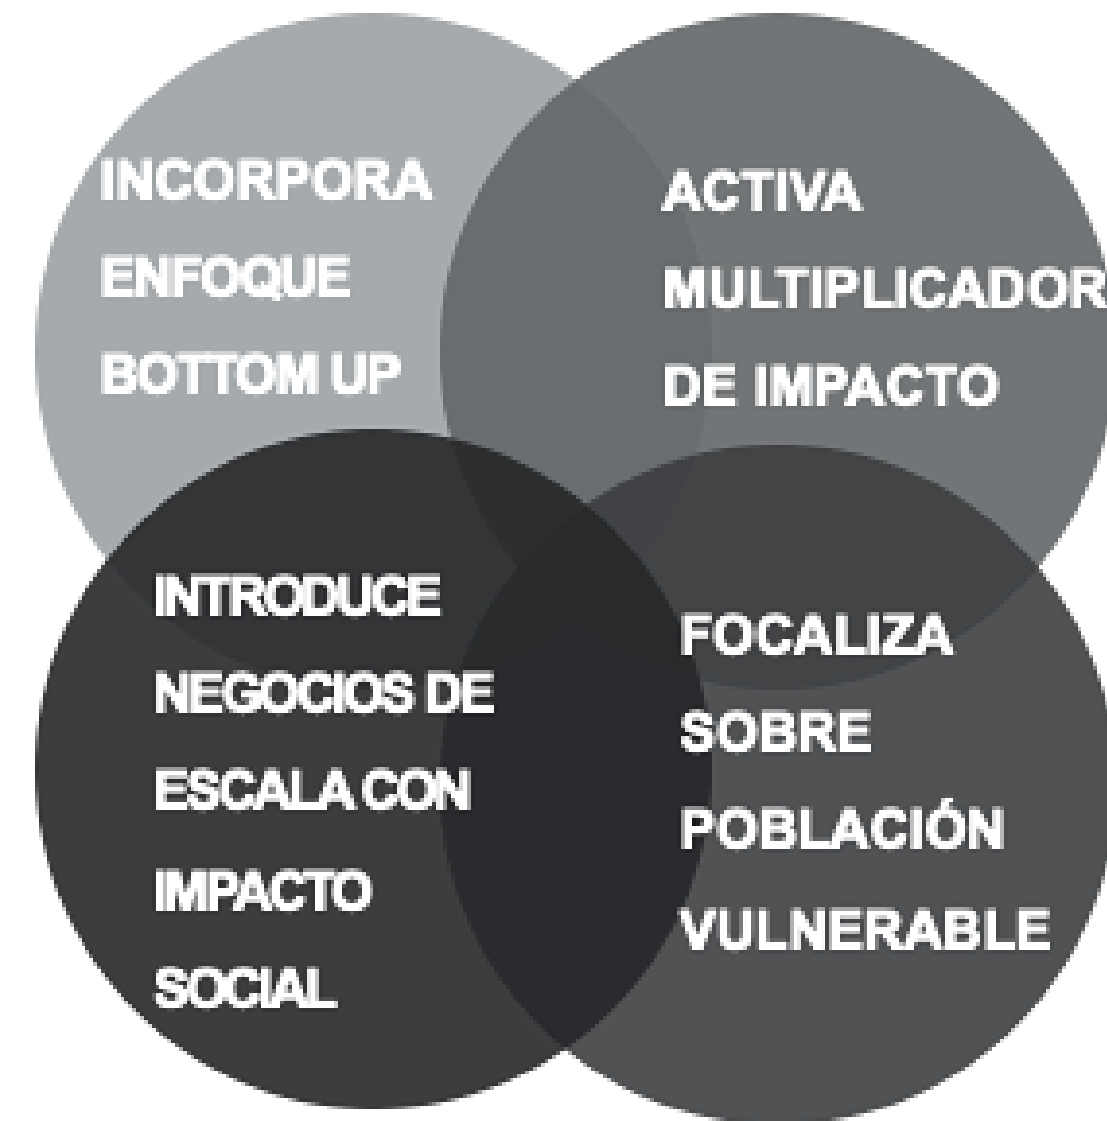 INCORPORA
ENFOQUE
BOTTOM UP
ACTIVA
MULTIPLICADOR
DE IMPACTO
INTRODUCE
NEGOCIOS DE
ESCALA CON
IMPACTO
SOCIAL
FOCALIZA
SOBRE
POBLACIÓN
VULNERABLE